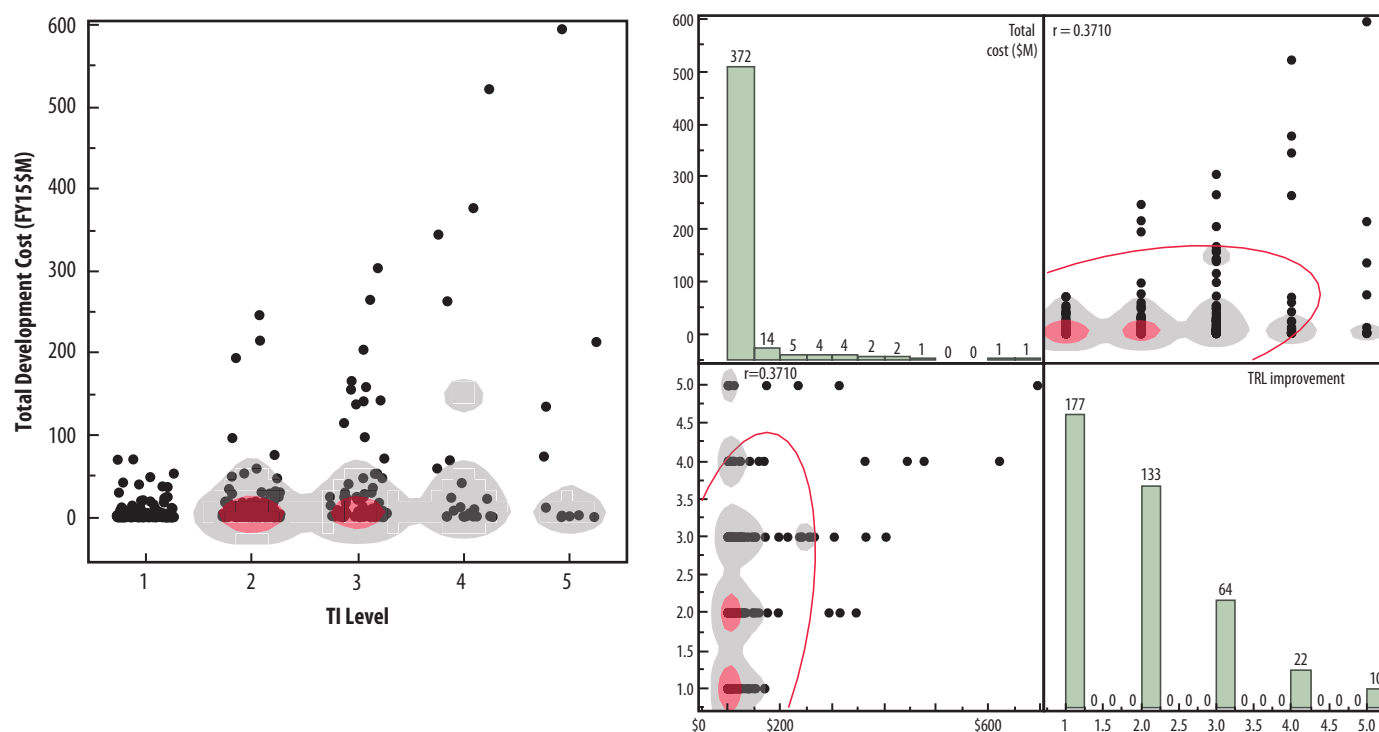 600
500
400
300
200
100
0
Total Development Cost (FY15$M)
1 2 3 4 5
TI Level
600
500
400
300
200
100
0
Total
cost ($M)
372
14 5 4 4 2 2 1 0 0 1 1
r = 0.3710
r=0.3710
5.0
4.5
4.0
3.5
3.0
2.5
2.0
1.5
1.0
$0 $200 $600
TRL improvement
177
133
64
22
10
0 0 0 0 0 0 0 0 0 0 0 0
1 1.5 2.0 2.5 3.0 3.5 4.0 4.5 5.0